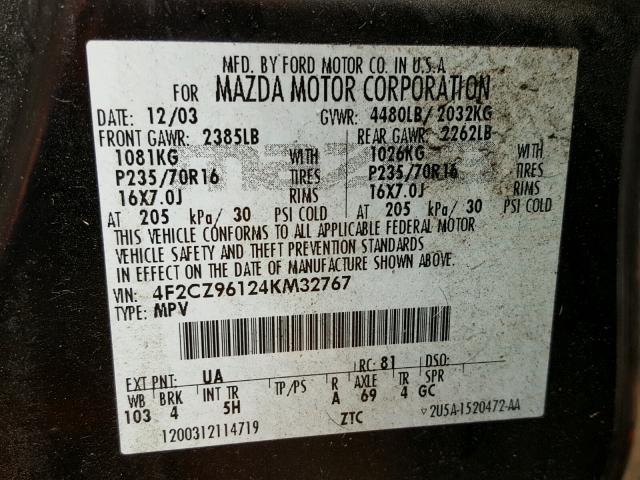 MFD. BY FORD MOTOR CO. IN U.S.A
FOR MAZDA MOTOR CORPORATION
DATE: 12/03 GVWR: 4480LB/ 2032KG
FRONT GAWR: 2385LB REAR GAWR: 2262LB
1081KG WITH 1026KG WITH
P235/70R16 TIRES P235/70R16 TIRES
16X7.0J RIMS 16X7.0J RIMS
AT 205 kPa/ 30 PSI COLD AT 205 kPa/ 30 PSI COLD
THIS VEHICLE CONFORMS TO ALL APPLICABLE FEDERAL MOTOR
VEHICLE SAFETY AND THEFT PREVENTION STANDARDS
IN EFFECT ON THE DATE OF MANUFACTURE SHOWN ABOVE.
VIN: 4F2CZ96124KM32767
TYPE: MPV
EXT PNT: UA RC: 81 DSO:
WB BRK INT TR TP/PS R AXLE TR SPR
103 4 5H A 69 4 GC
1200312114719 ZTC 2U5A-1520472-AA